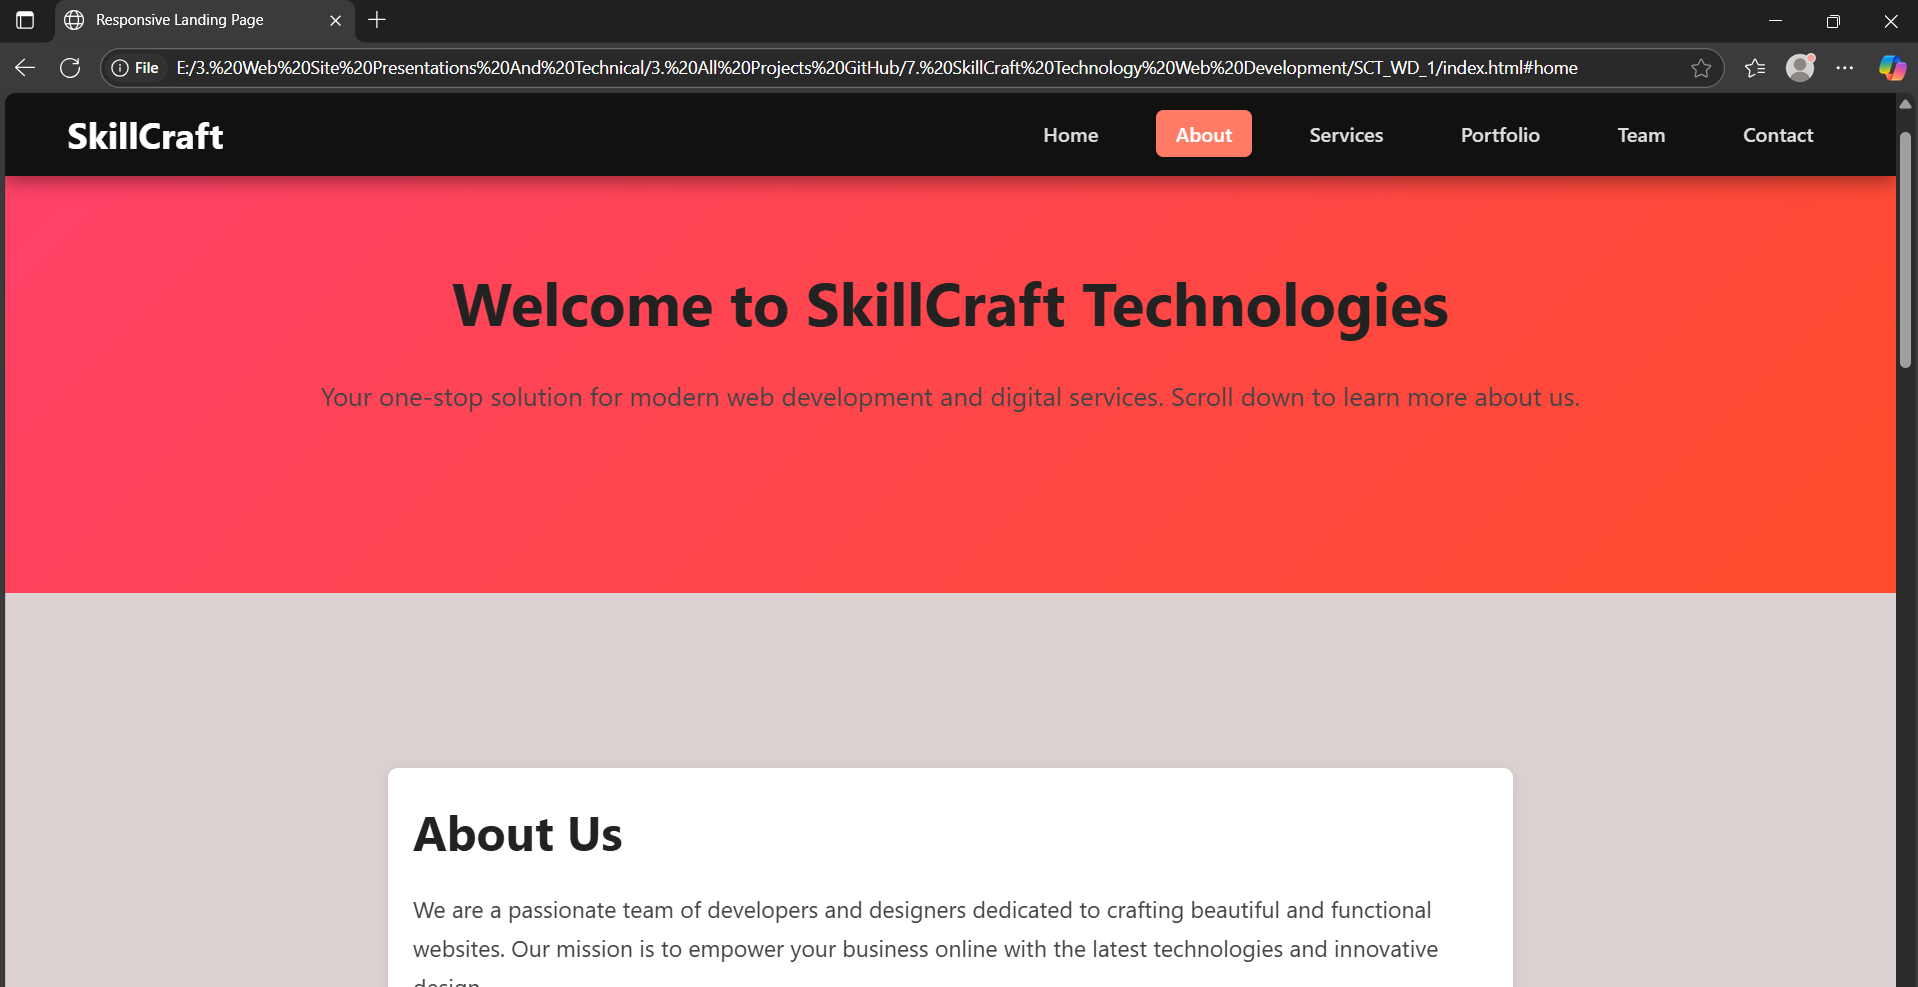 Responsive Landing Page
File
E:/3.%20Web%20Site%20Presentations%20And%20Technical/3.%20All%20Projects%20GitHub/7.%20SkillCraft%20Technology%20Web%20Development/SCT_WD_1/index.html#home
SkillCraft
Home
About
Services
Portfolio
Team
Contact
Welcome to SkillCraft Technologies
Your one-stop solution for modern web development and digital services. Scroll down to learn more about us.
About Us
We are a passionate team of developers and designers dedicated to crafting beautiful and functional
websites. Our mission is to empower your business online with the latest technologies and innovative
design.